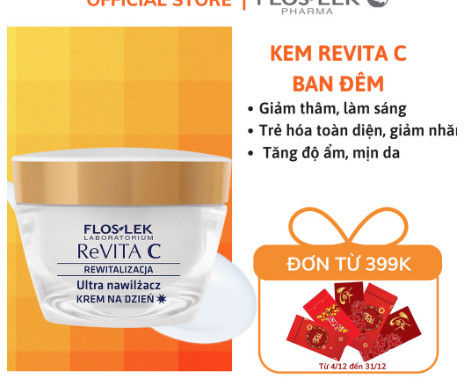 OFFICIAL STORE | FLOS-LEK
PHARMA
KEM REVITA C
BAN ĐÊM
• Giảm thâm, làm sáng
• Trẻ hóa toàn diện, giảm nhăn
• Tăng độ ẩm, mịn da
FLOS-LEK
LABORATORIUM
ReVITA C
REWITALIZACJA
Ultra nawilżacz
KREM NA DZIEŃ
ĐƠN TỪ 399K
Từ 4/12 đến 31/12